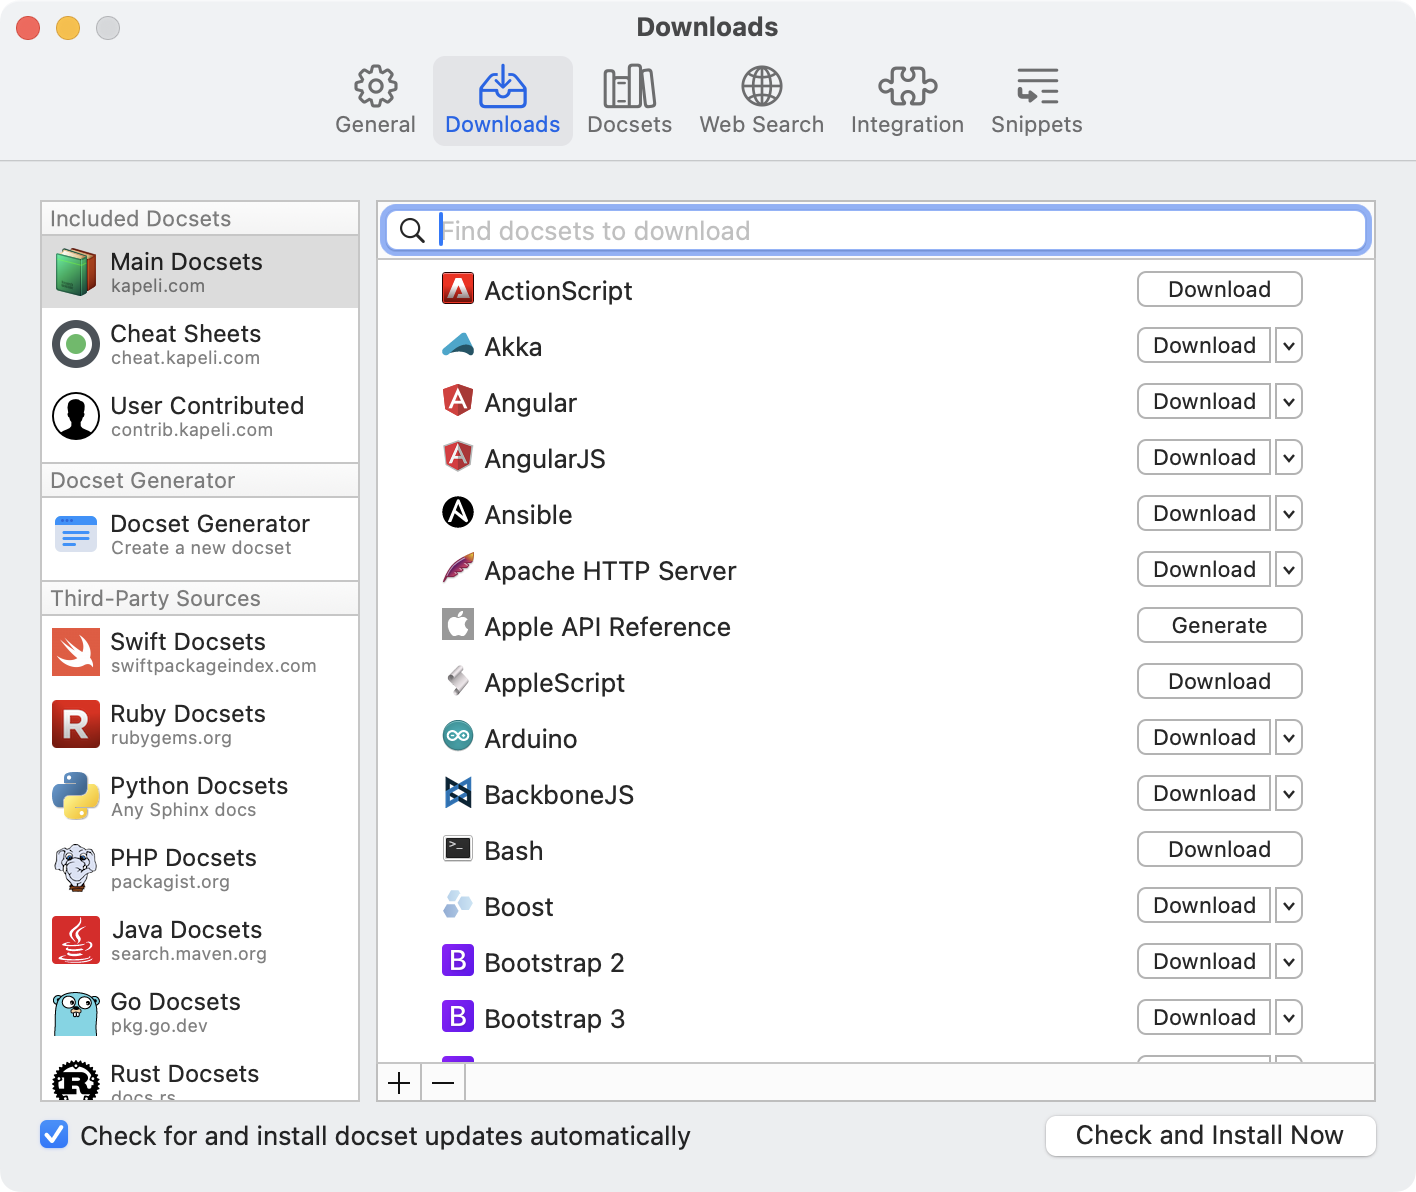 Downloads
General
Downloads
Docsets
Web Search
Integration
Snippets
Included Docsets
Main Docsets
kapeli.com
Cheat Sheets
cheat.kapeli.com
User Contributed
contrib.kapeli.com
Docset Generator
Docset Generator
Create a new docset
Third-Party Sources
Swift Docsets
swiftpackageindex.com
Ruby Docsets
rubygems.org
Python Docsets
Any Sphinx docs
PHP Docsets
packagist.org
Java Docsets
search.maven.org
Go Docsets
pkg.go.dev
Rust Docsets
docs.rs
Find docsets to download
ActionScript Download
Akka Download
Angular Download
AngularJS Download
Ansible Download
Apache HTTP Server Download
Apple API Reference Generate
AppleScript Download
Arduino Download
BackboneJS Download
Bash Download
Boost Download
Bootstrap 2 Download
Bootstrap 3 Download
Check for and install docset updates automatically
Check and Install Now